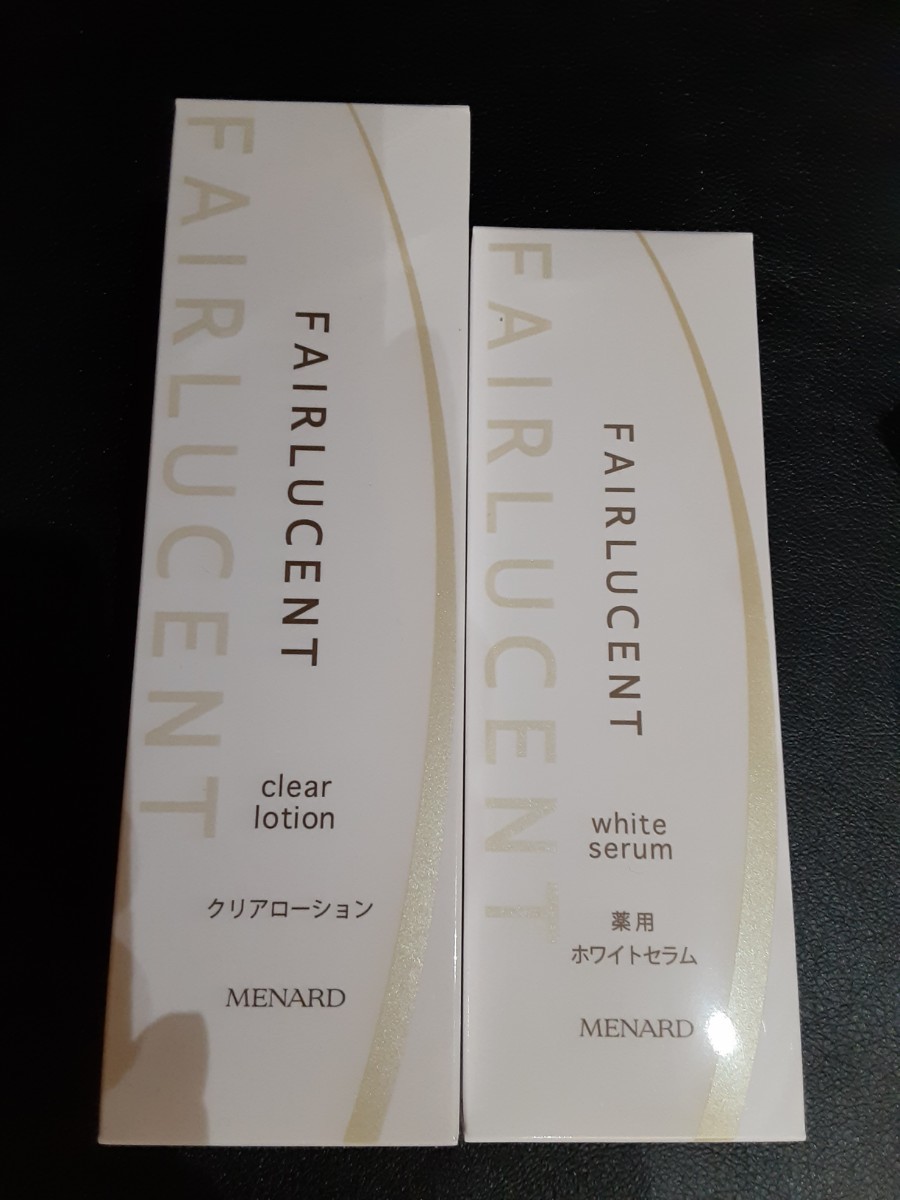 FAIRLUCENT
FAIRLUCENT
clear
lotion
クリアローション
MENARD
FAIRLUCENT
FAIRLUCENT
white
serum
薬用
ホワイトセラム
MENARD